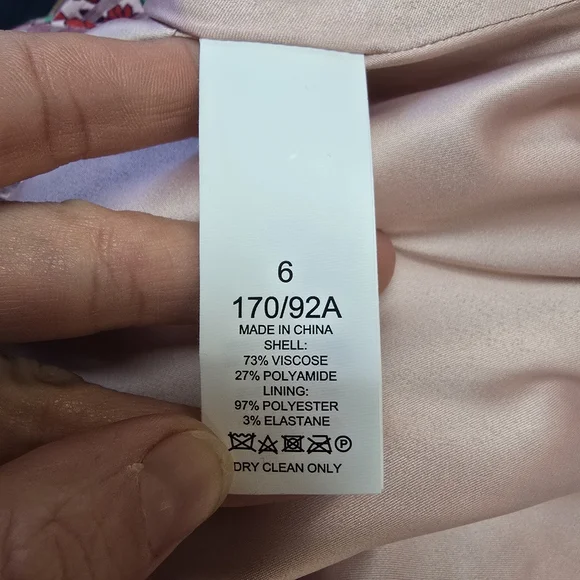 6
170/92A
MADE IN CHINA
SHELL:
73% VISCOSE
27% POLYAMIDE
LINING:
97% POLYESTER
3% ELASTANE
P
DRY CLEAN ONLY